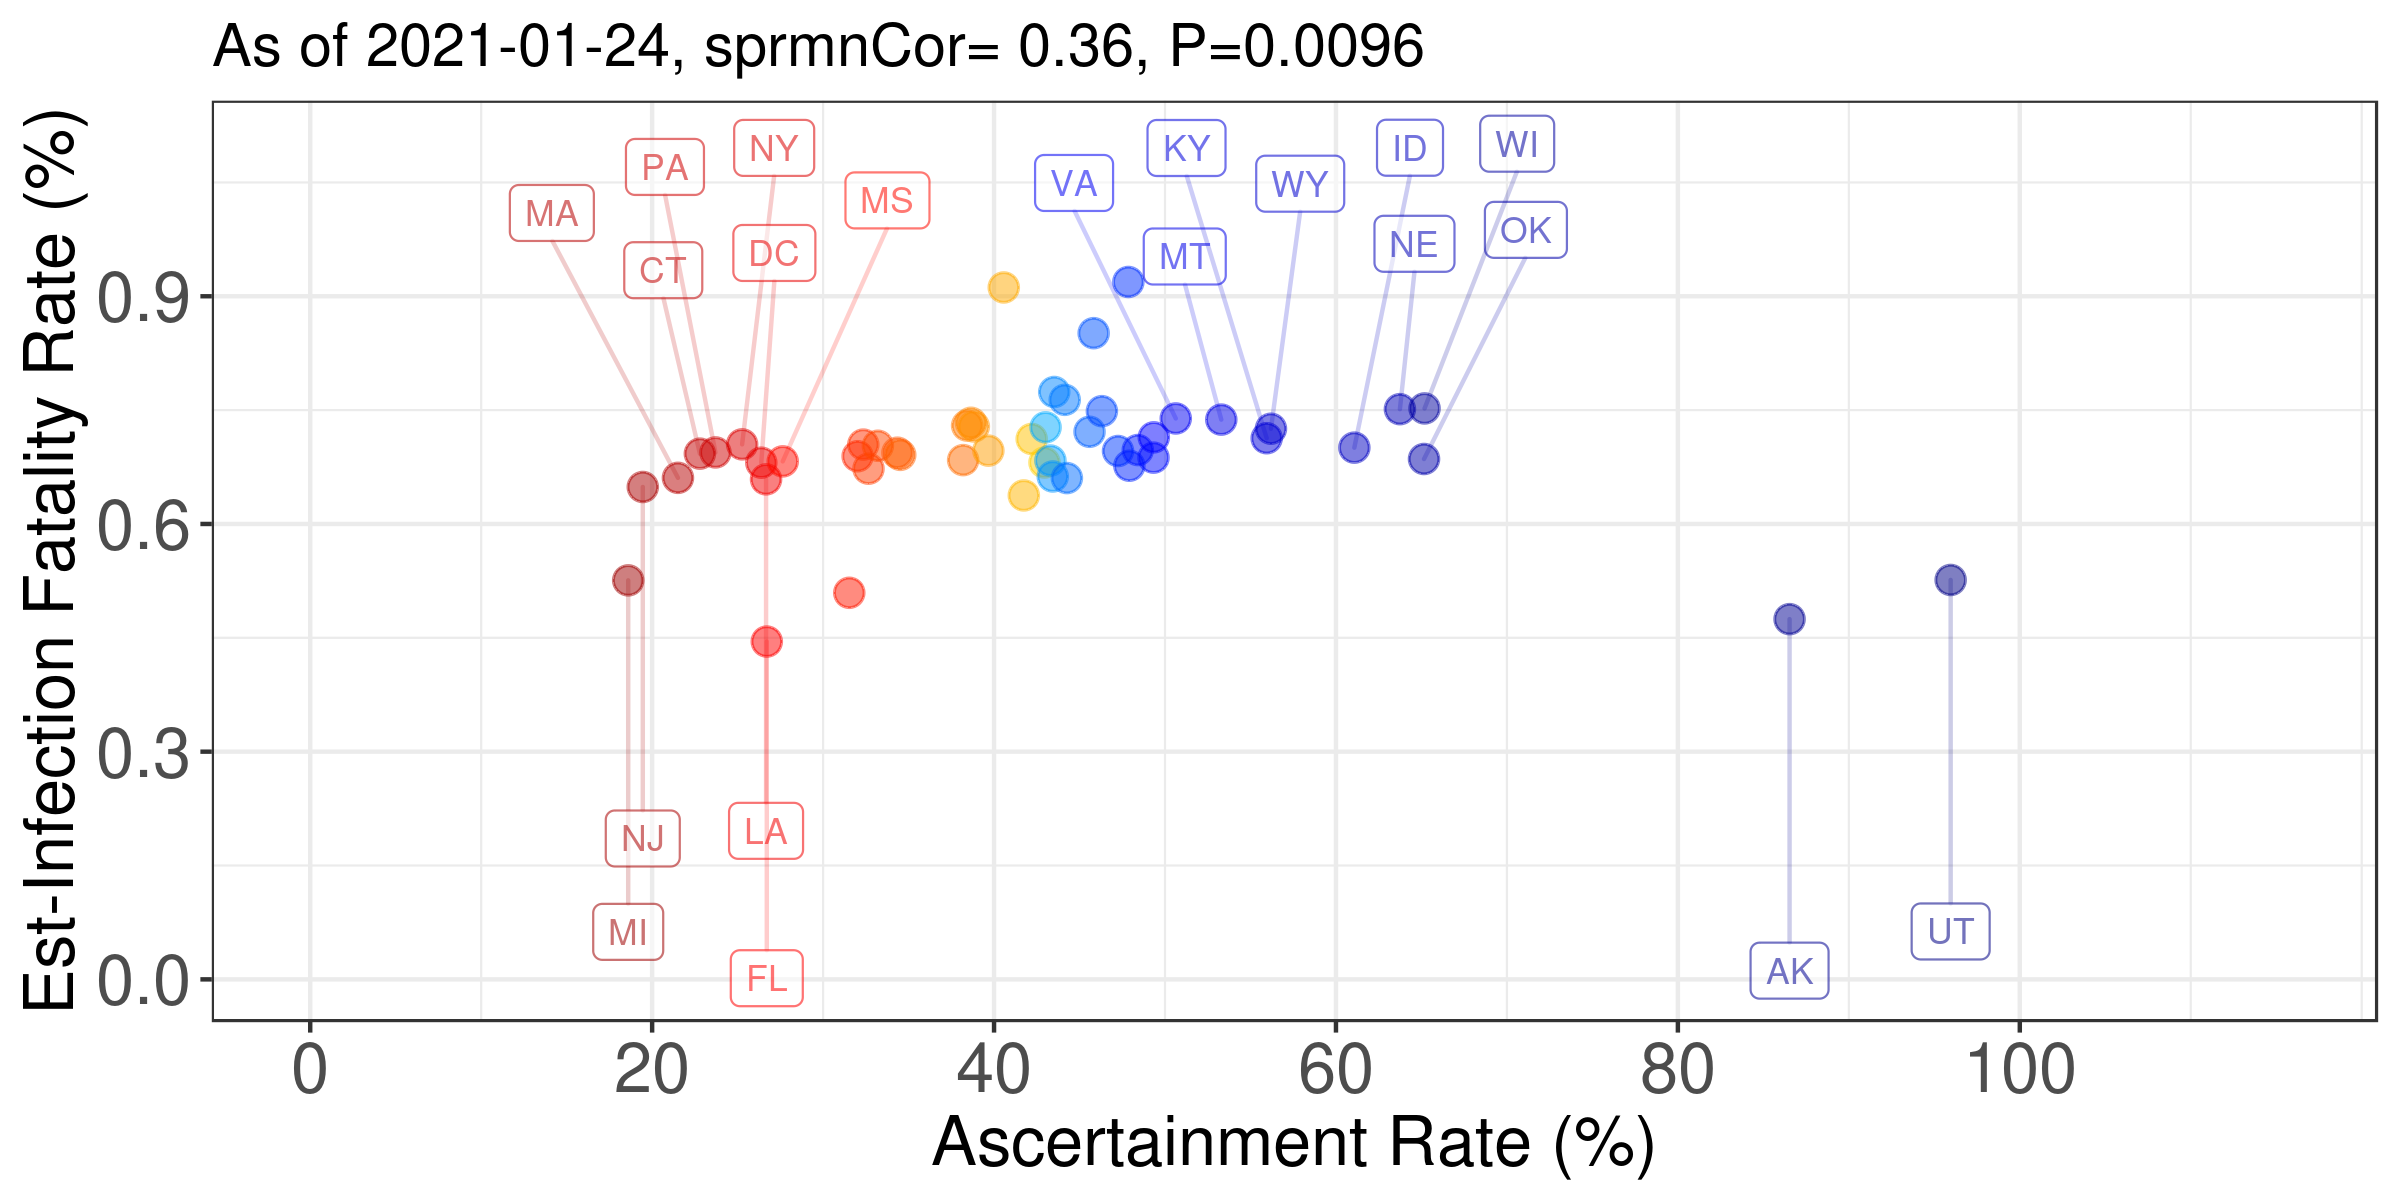 As of 2021-01-24, sprmnCor= 0.36, P=0.0096
Est-Infection Fatality Rate (%)
0.9
0.6
0.3
0.0
MA
PA
CT
NY
DC
MS
VA
KY
MT
WY
ID
NE
WI
OK
NJ
MI
LA
FL
AK
UT
0
20
40
60
80
100
Ascertainment Rate (%)